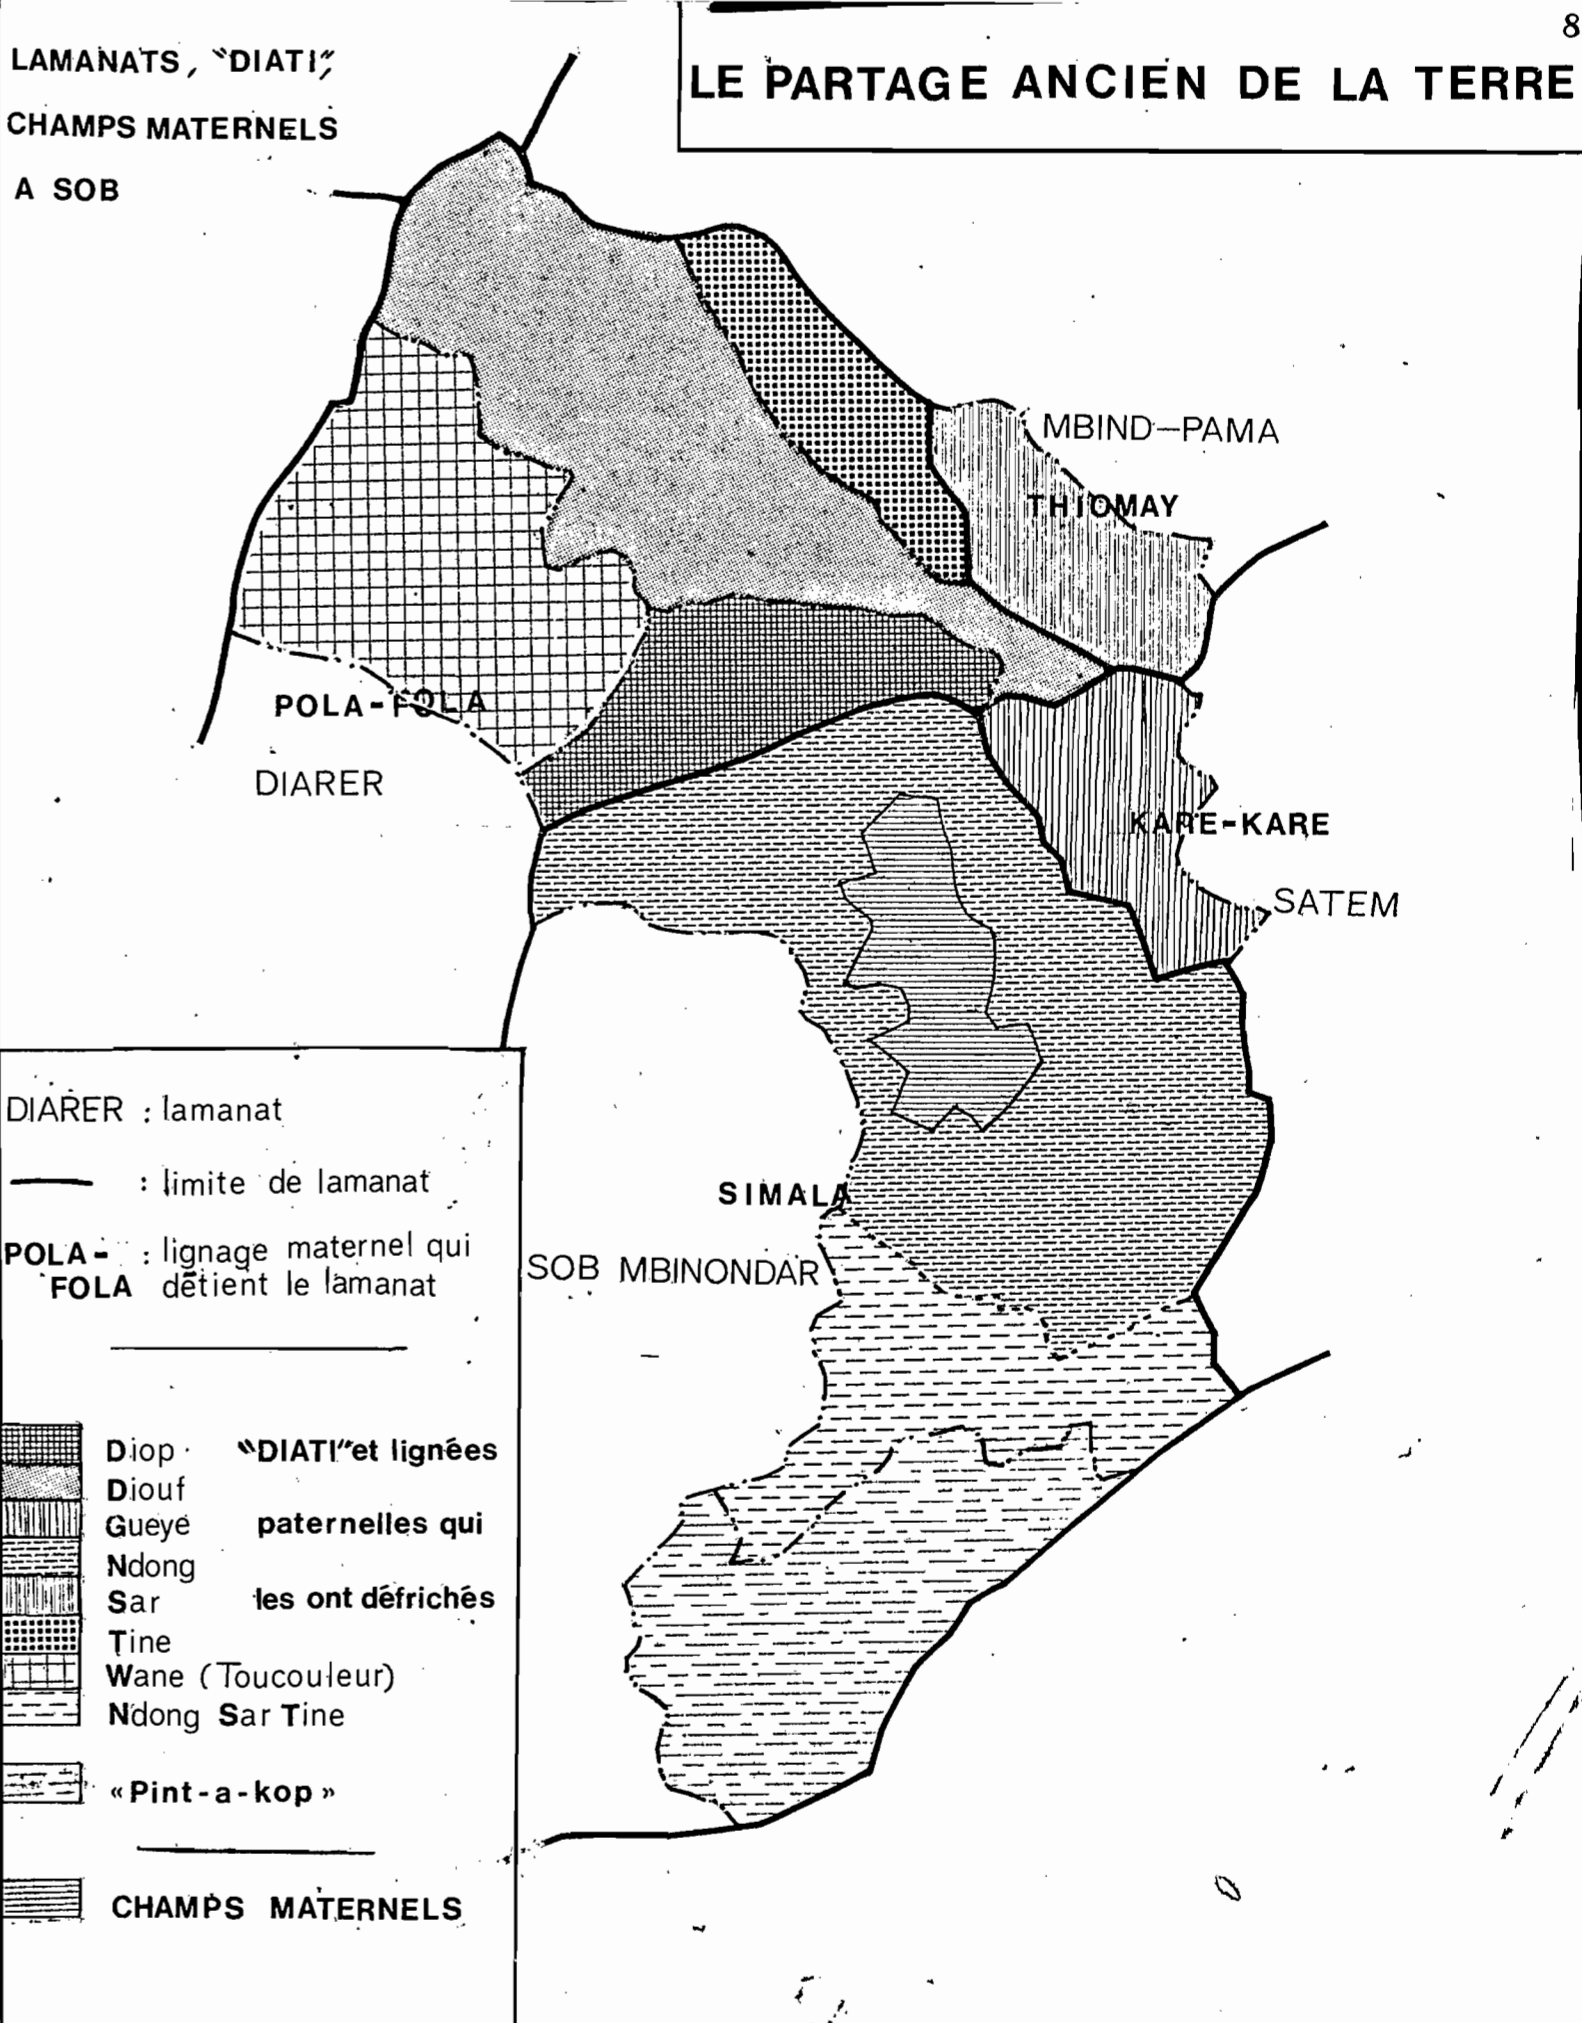 8
LAMANATS, "DIATI",
CHAMPS MATERNELS
A SOB
LE PARTAGE ANCIEN DE LA TERRE
MBIND-PAMA
THIOMAY
POLA-FOLA
DIARER
KARE-KARE
SATEM
SIMALA
SOB MBINONDAR
DIARER : lamanat
: limite de lamanat
POLA- : lignage maternel qui
FOLA détient le lamanat
Diop "DIATI" et lignées
Diouf
Gueye paternelles qui
Ndong
Sar les ont défrichés
Tine
Wane (Toucouleur)
Ndong Sar Tine
«Pint-a-kop»
CHAMPS MATERNELS